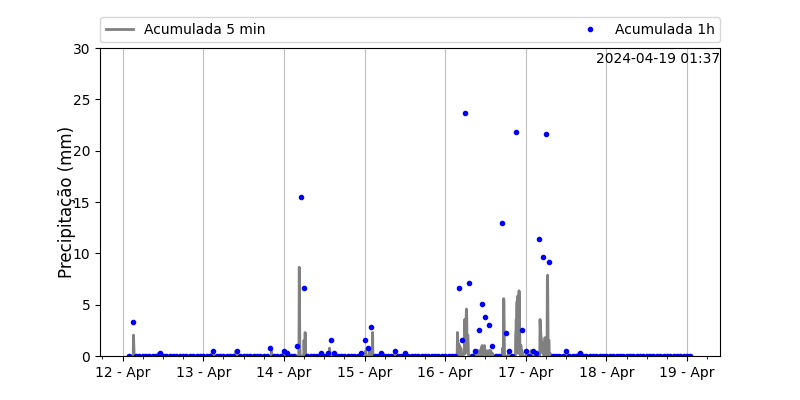 Acumulada 5 min Acumulada 1h
2024-04-19 01:37
Precipitação (mm)
30
25
20
15
10
5
0
12 - Apr 13 - Apr 14 - Apr 15 - Apr 16 - Apr 17 - Apr 18 - Apr 19 - Apr